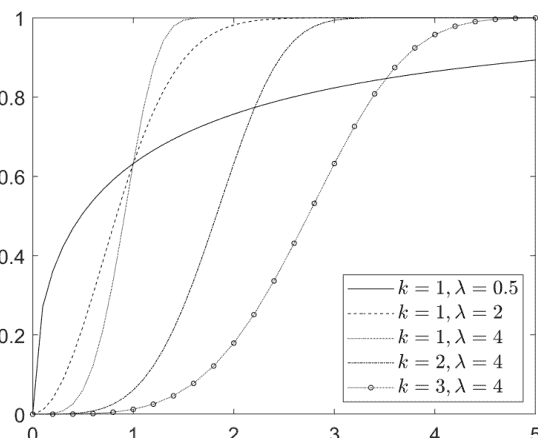 1
0.8
0.6
0.4
0.2
0
0 1 2 3 4 5
k = 1, λ = 0.5
k = 1, λ = 2
k = 1, λ = 4
k = 2, λ = 4
k = 3, λ = 4